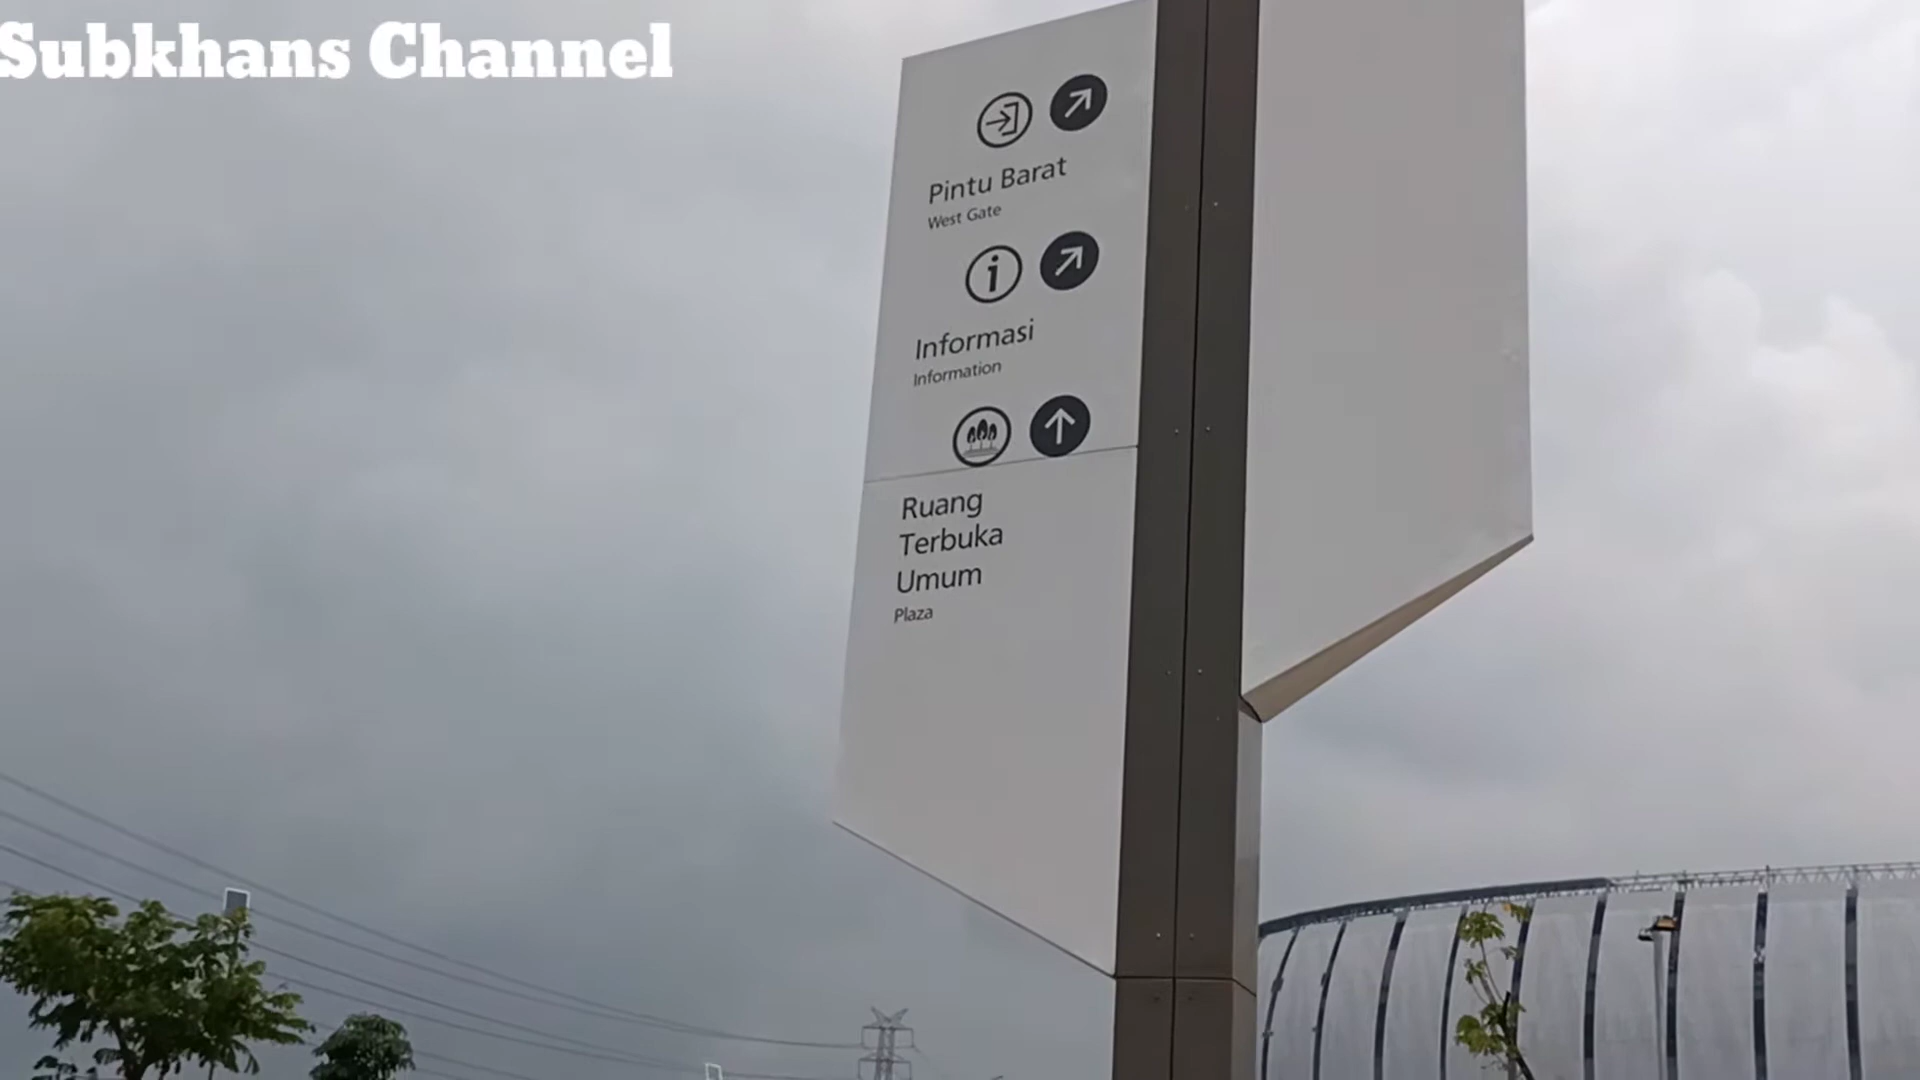 Subkhans Channel
Pintu Barat
West Gate
i
Informasi
Information
Ruang
Terbuka
Umum
Plaza